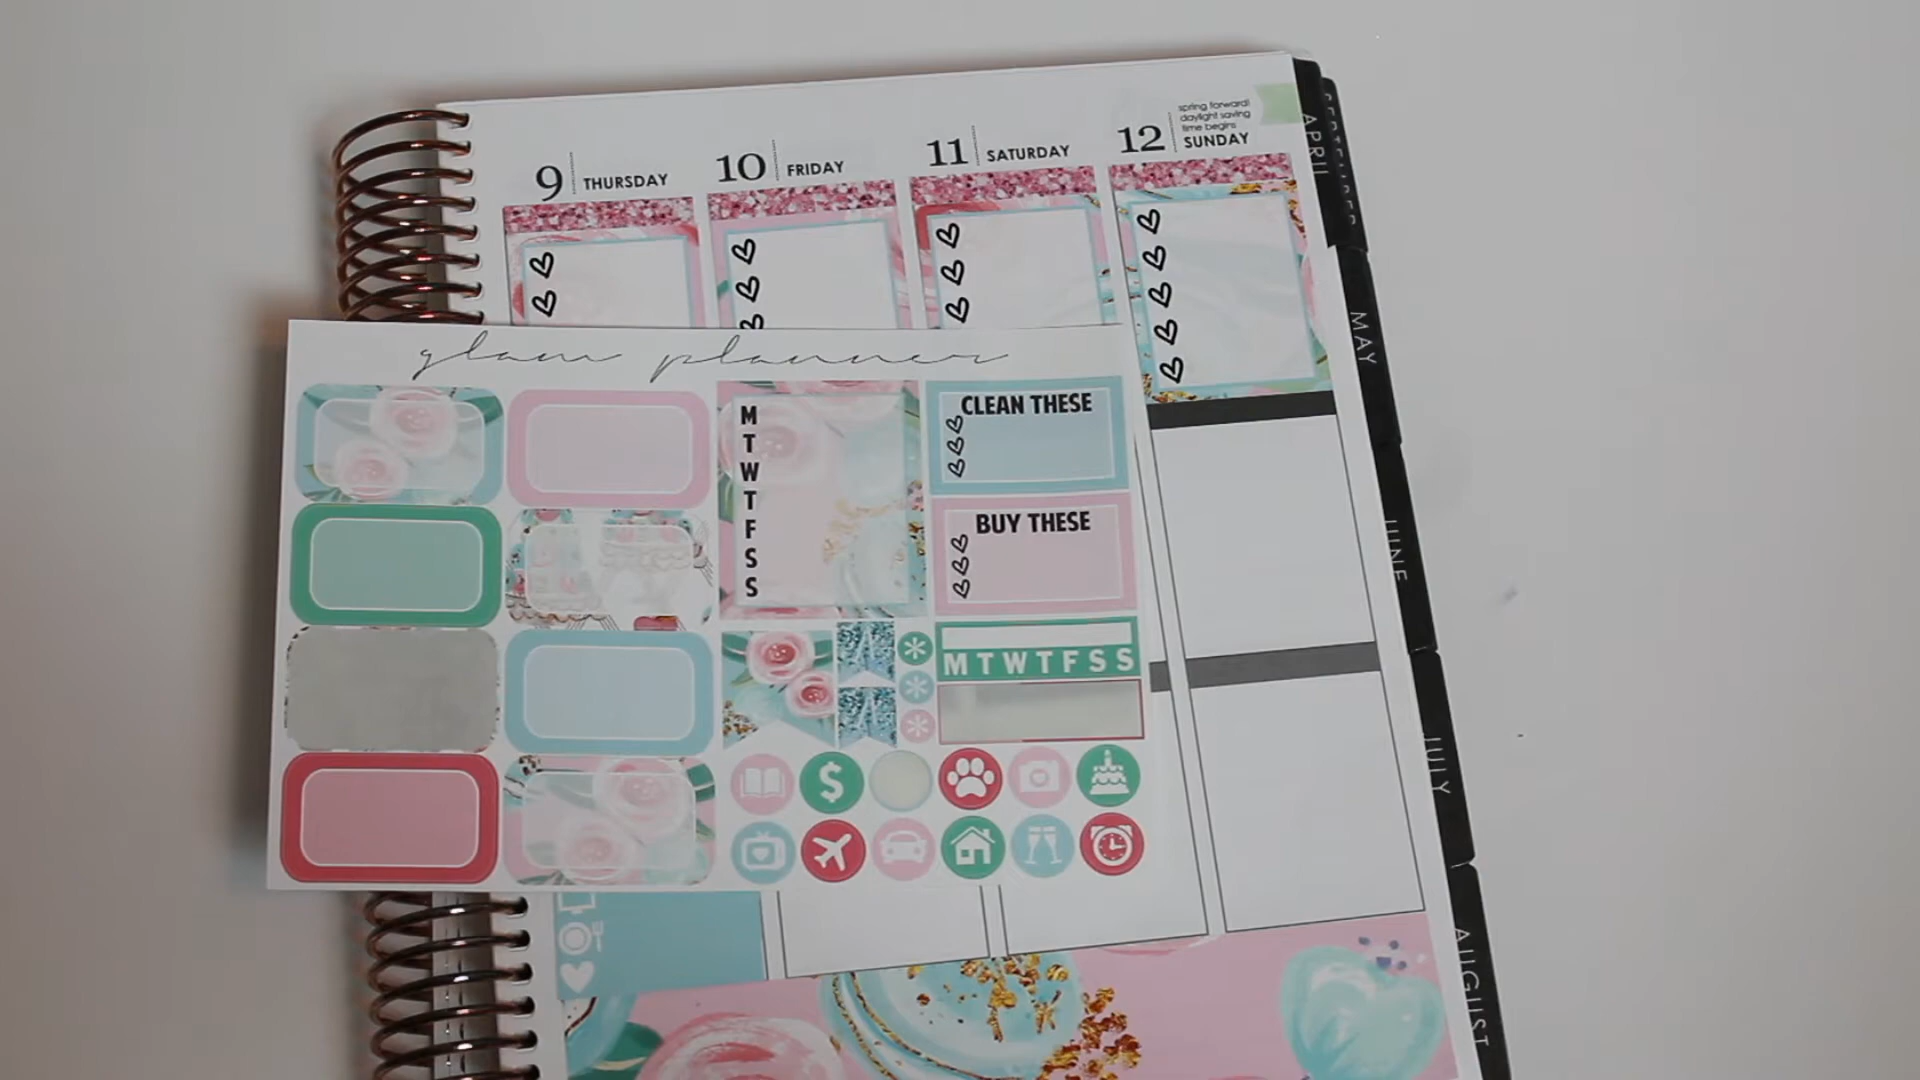 spring forward!
daylight saving
time begins
9 THURSDAY
10 FRIDAY
11 SATURDAY
12 SUNDAY
APRIL
SEPTEMBER
MAY
JUNE
JULY
AUGUST
glam planner
M
T
W
T
F
S
S
CLEAN THESE
BUY THESE
M T W T F S S
$